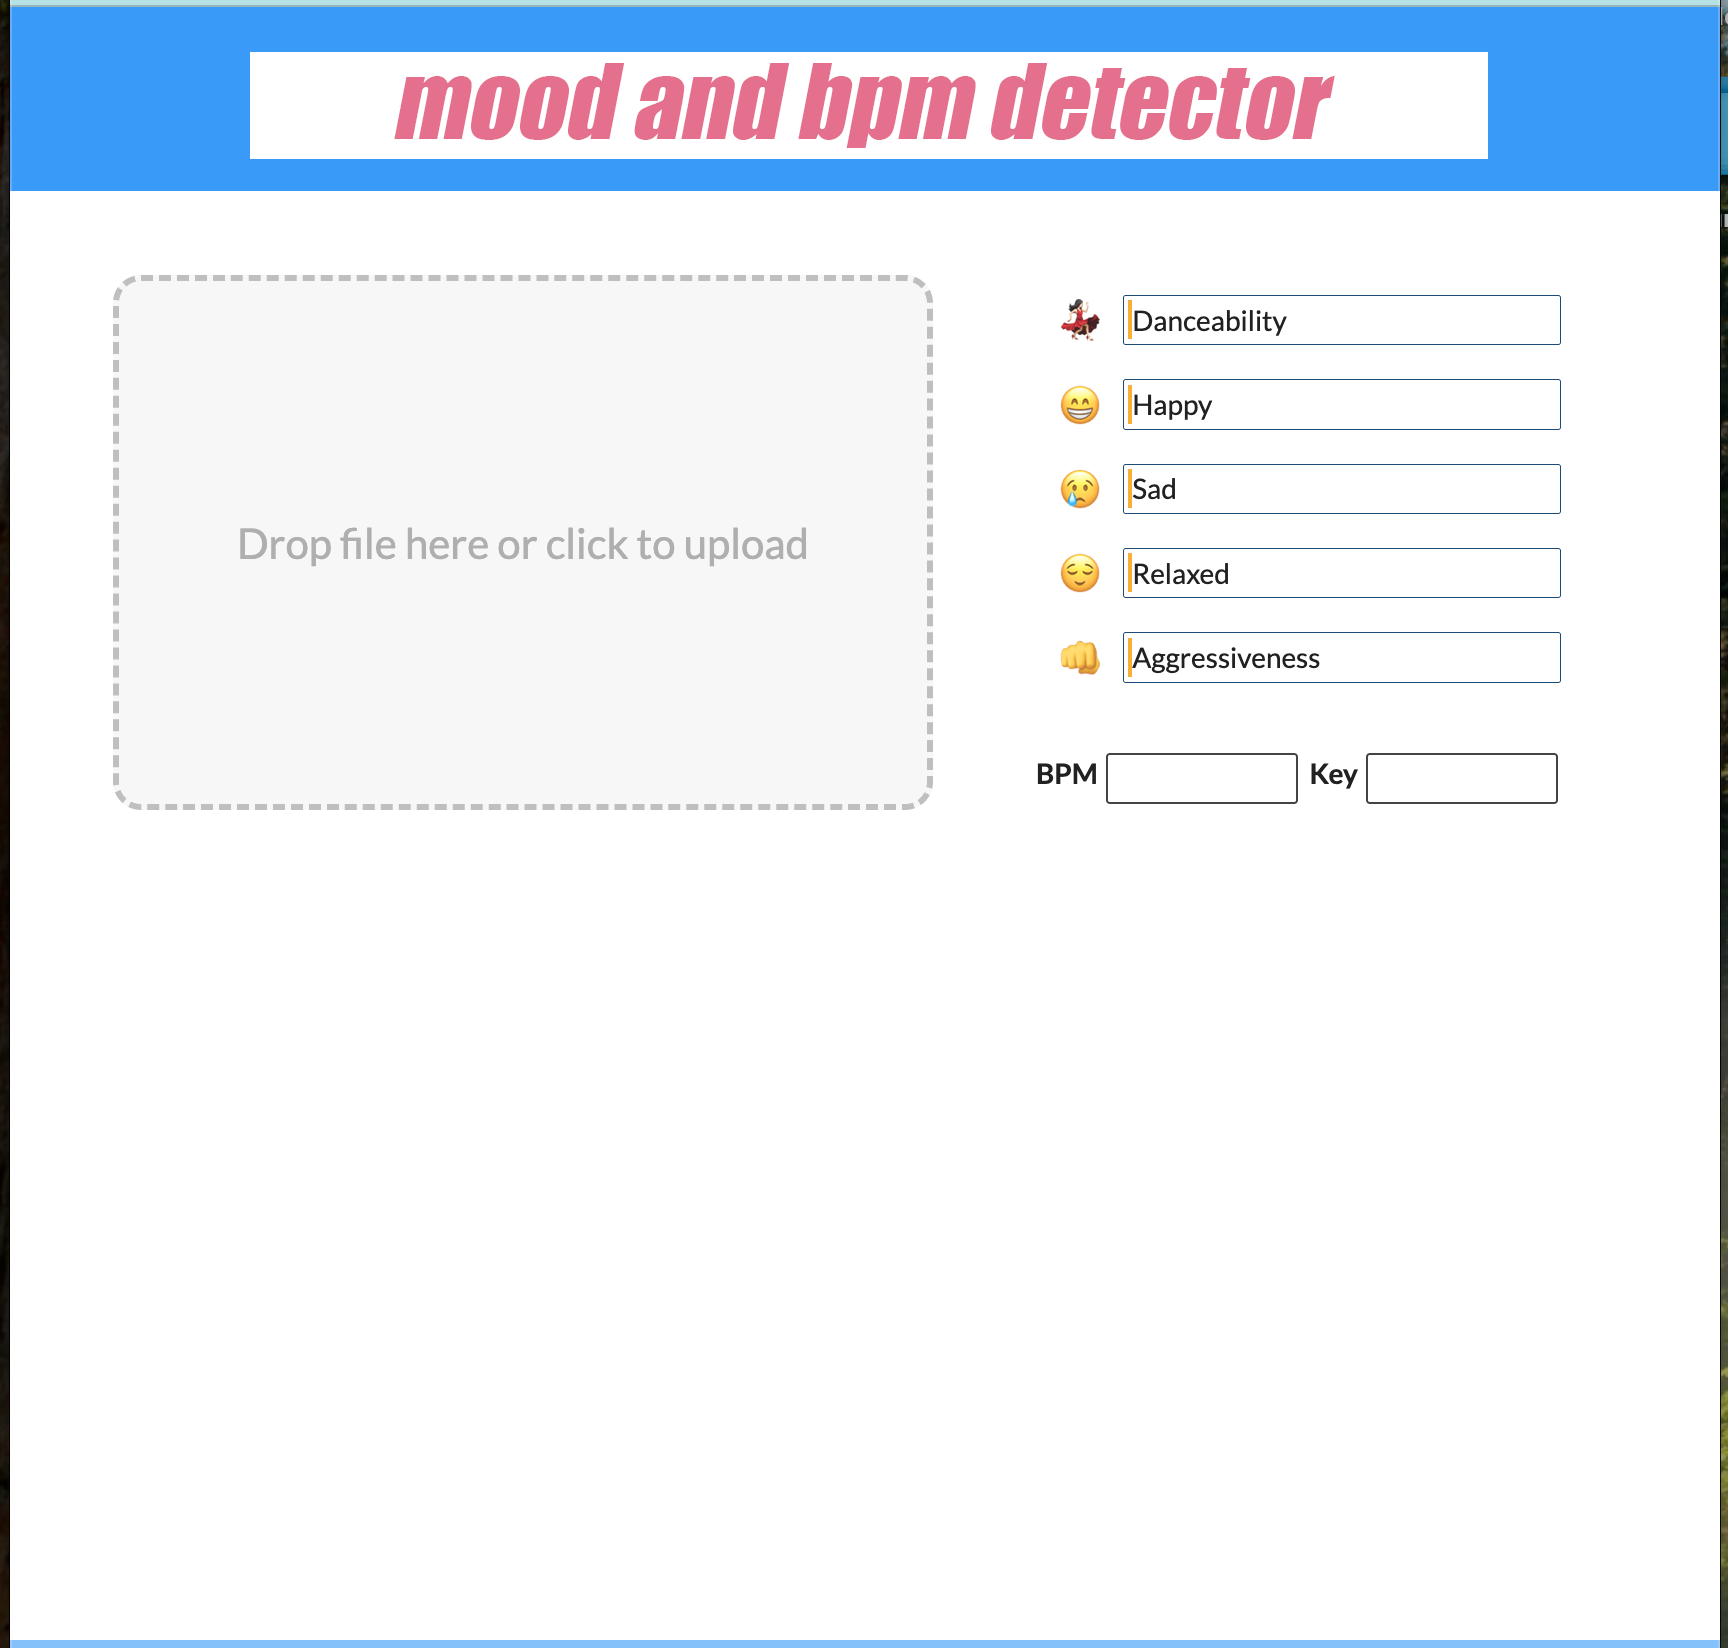 mood and bpm detector
Drop file here or click to upload
Danceability
Happy
Sad
Relaxed
Aggressiveness
BPM Key